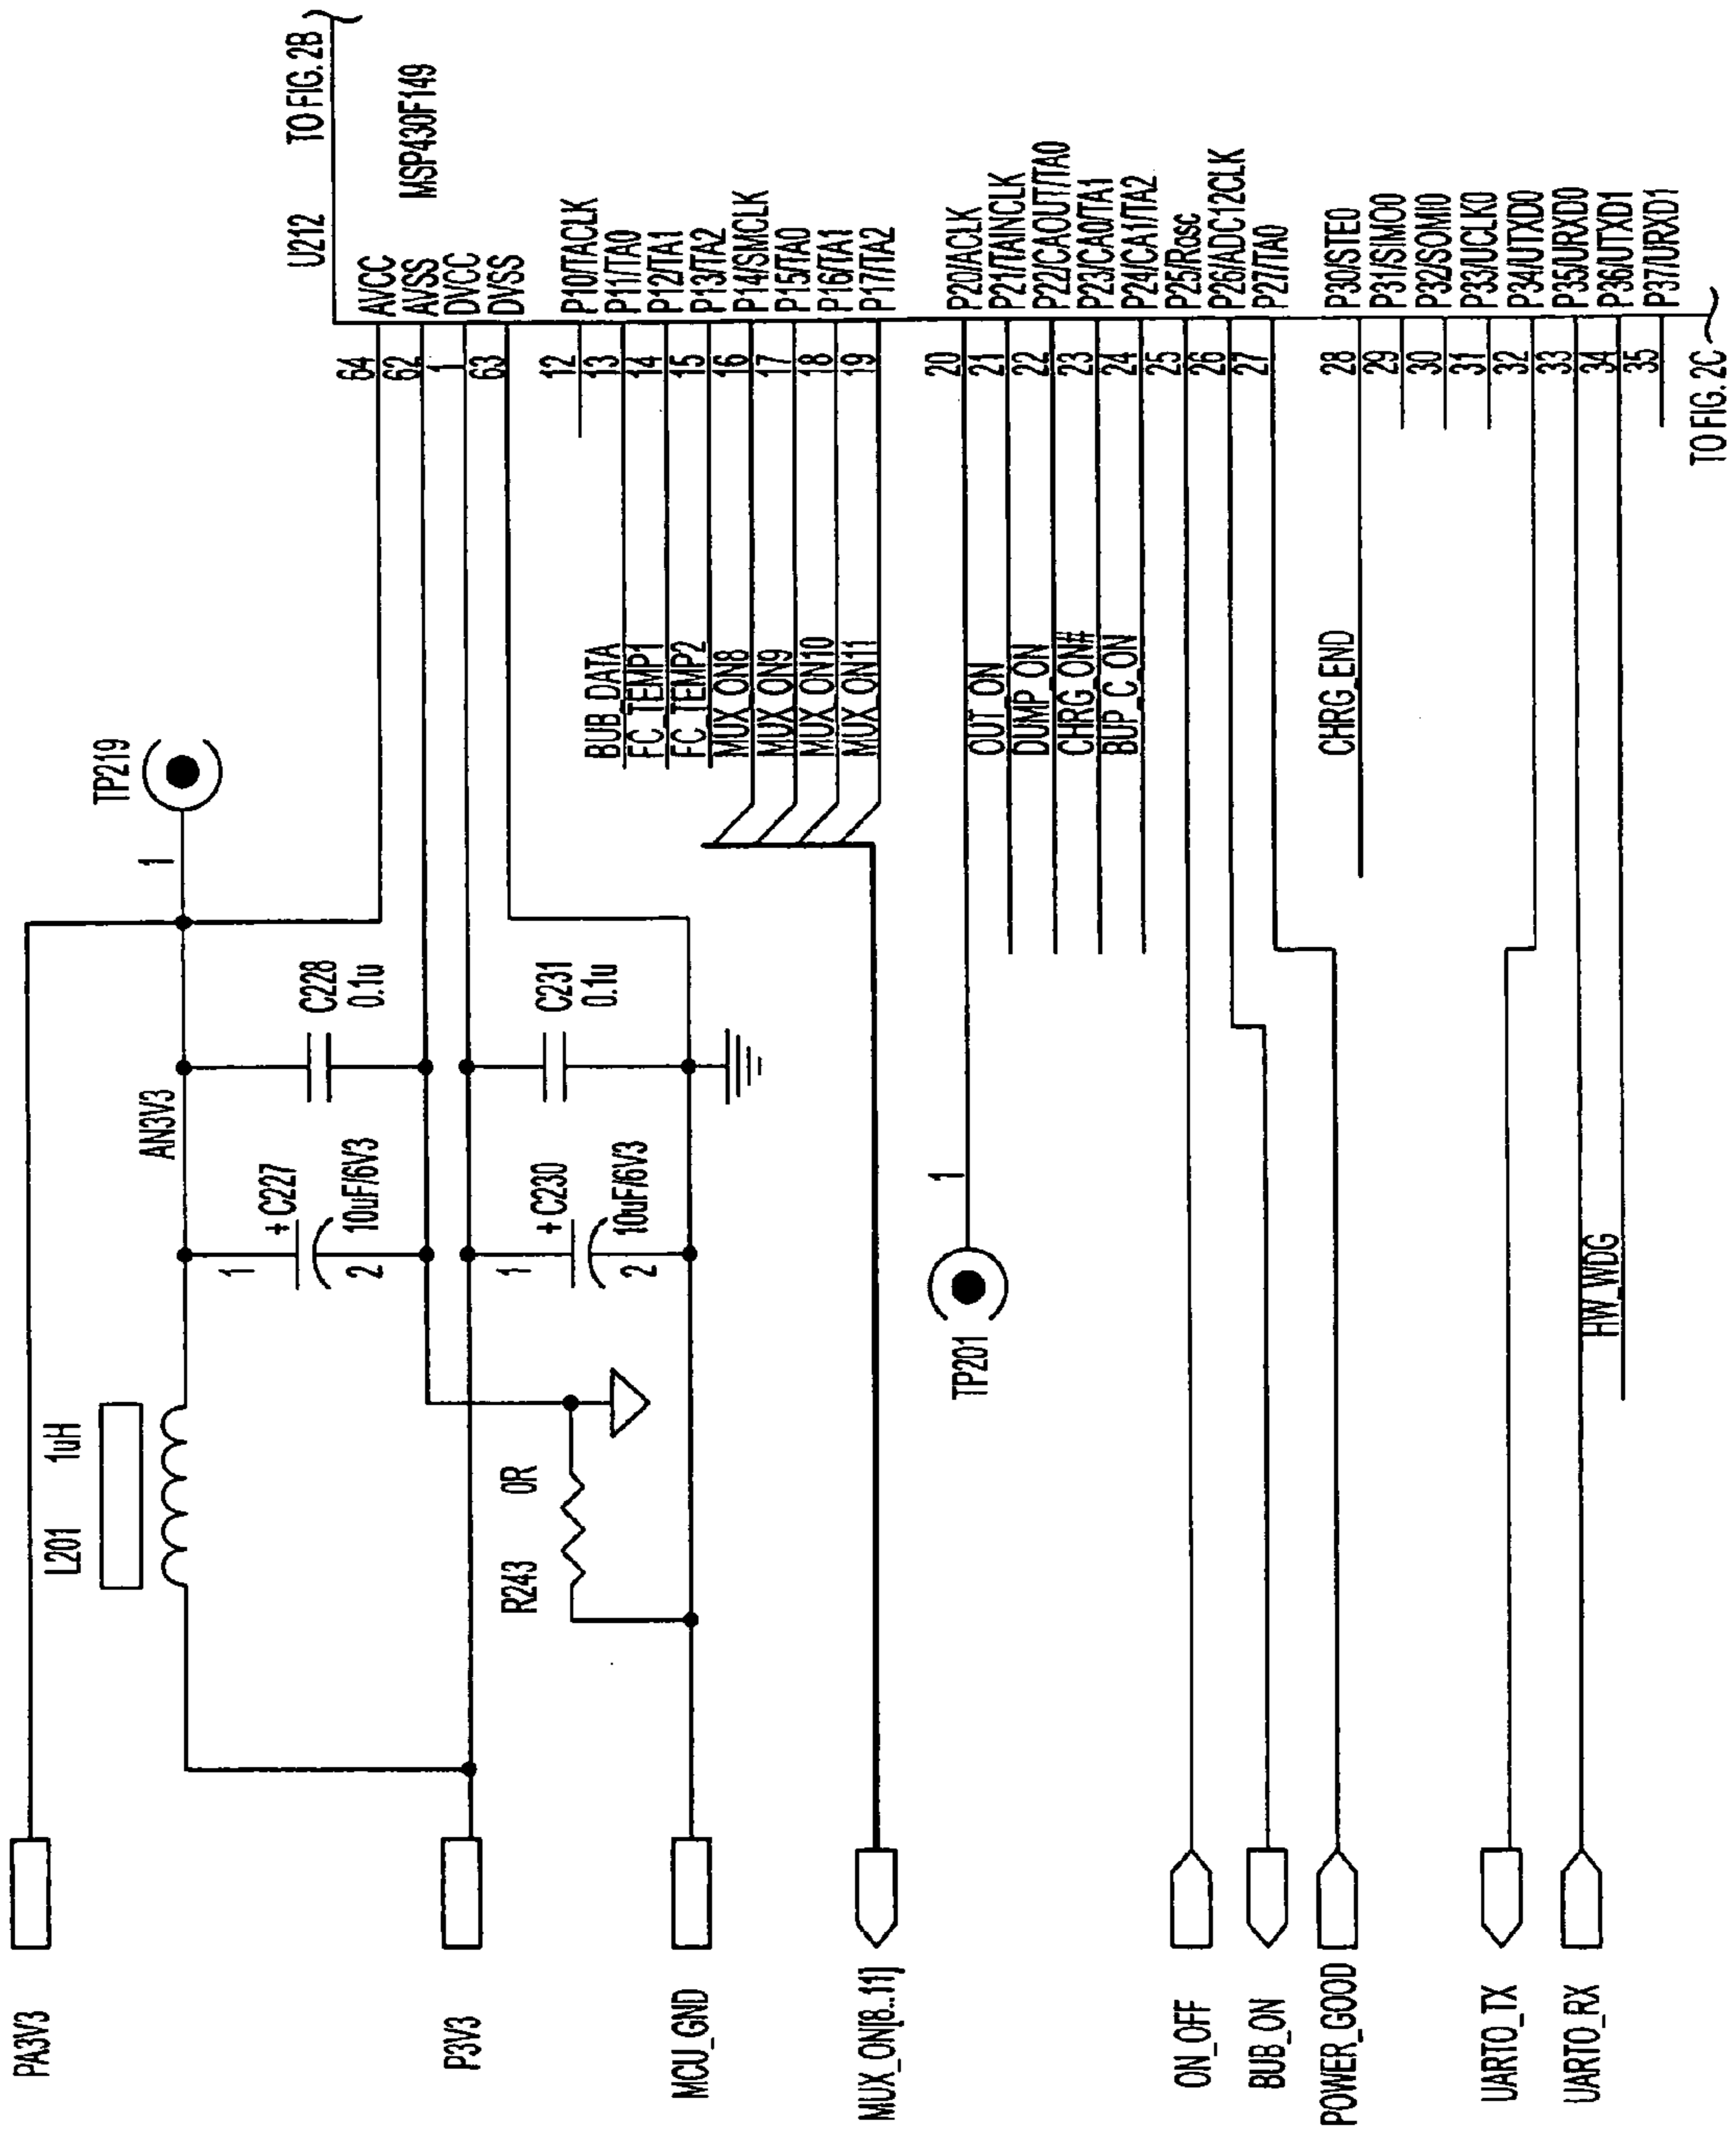 PA3V3
L201 1uH
TP219
1
AN3V3
+C227
10uF/6V3
1
2
C228
0.1u
U212
TO FIG. 2B
MSP430F149
64 AVCC
62 AVSS
P3V3
1 DVCC
63 DVSS
R243 0R
+C230
10uF/6V3
1
2
C231
0.1u
MCU_GND
12 P10/TACLK
BUB_DATA 13 P11/TA0
FC_TEMP1 14 P12/TA1
FC_TEMP2 15 P13/TA2
MUX_ON8 16 P14/SMCLK
MUX_ON9 17 P15/TA0
MUX_ON10 18 P16/TA1
MUX_ON11 19 P17/TA2
MUX_ON[8..11]
TP201
1
20 P20/ACLK
OUT_ON 21 P21/TAINCLK
DUMP_ON 22 P22/CAOUT/TA0
CHRG_ON# 23 P23/CA0/TA1
BUP_C_ON 24 P24/CA1/TA2
ON_OFF
25 P25/Rosc
BUB_ON
26 P26/ADC12CLK
POWER_GOOD
27 P27/TA0
CHRG_END 28 P30/STE0
29 P31/SIMO0
30 P32/SOMI0
31 P33/UCLK0
UARTO_TX
32 P34/UTXD0
UARTO_RX
33 P35/URXD0
HW_WDG 34 P36/UTXD1
35 P37/URXD1
TO FIG. 2C